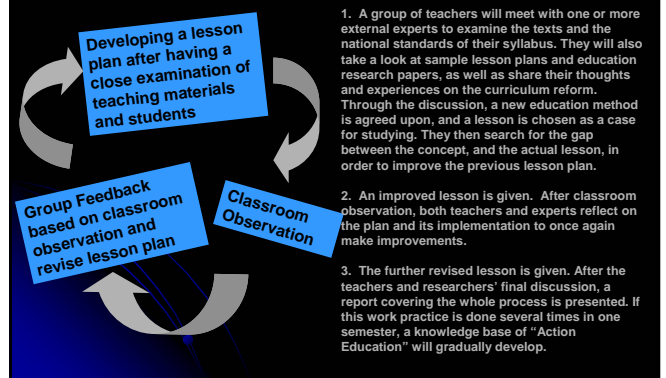 Developing a lesson
plan after having a
close examination of
teaching materials
and students
Group Feedback
based on classroom
observation and
revise lesson plan
Classroom
Observation
1. A group of teachers will meet with one or more
external experts to examine the texts and the
national standards of their syllabus. They will also
take a look at sample lesson plans and education
research papers, as well as share their thoughts
and experiences on the curriculum reform.
Through the discussion, a new education method
is agreed upon, and a lesson is chosen as a case
for studying. They then search for the gap
between the concept, and the actual lesson, in
order to improve the previous lesson plan.
2. An improved lesson is given. After classroom
observation, both teachers and experts reflect on
the plan and its implementation to once again
make improvements.
3. The further revised lesson is given. After the
teachers and researchers’ final discussion, a
report covering the whole process is presented. If
this work practice is done several times in one
semester, a knowledge base of “Action
Education” will gradually develop.